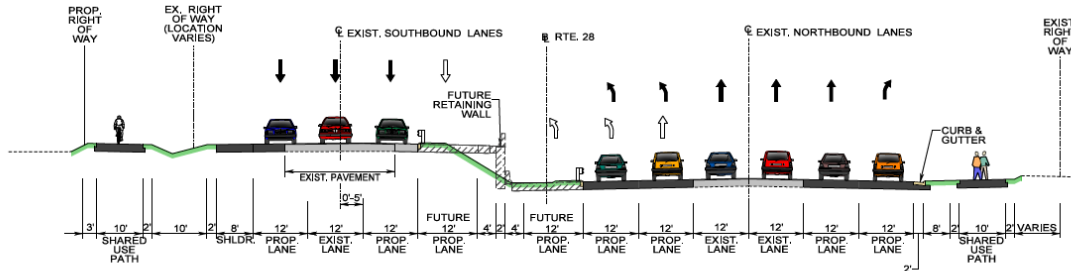 PROP.
RIGHT
OF
WAY
EX. RIGHT
OF WAY
(LOCATION
VARIES)
℄ EXIST. SOUTHBOUND LANES
FUTURE
RETAINING
WALL
B RTE. 28
℄ EXIST. NORTHBOUND LANES
EXIST.
RIGHT
OF
WAY
CURB &
GUTTER
EXIST. PAVEMENT
0'-5'
3'
10'
SHARED
USE
PATH
2'
10'
2'
8'
SHLDR.
12'
PROP.
LANE
12'
EXIST.
LANE
12'
PROP.
LANE
FUTURE
12'
PROP.
LANE
4'
2'
4'
FUTURE
12'
PROP.
LANE
12'
PROP.
LANE
12'
PROP.
LANE
12'
EXIST.
LANE
12'
EXIST.
LANE
12'
PROP.
LANE
12'
PROP.
LANE
2'
8'
2'
10'
SHARED
USE
PATH
2'
VARIES